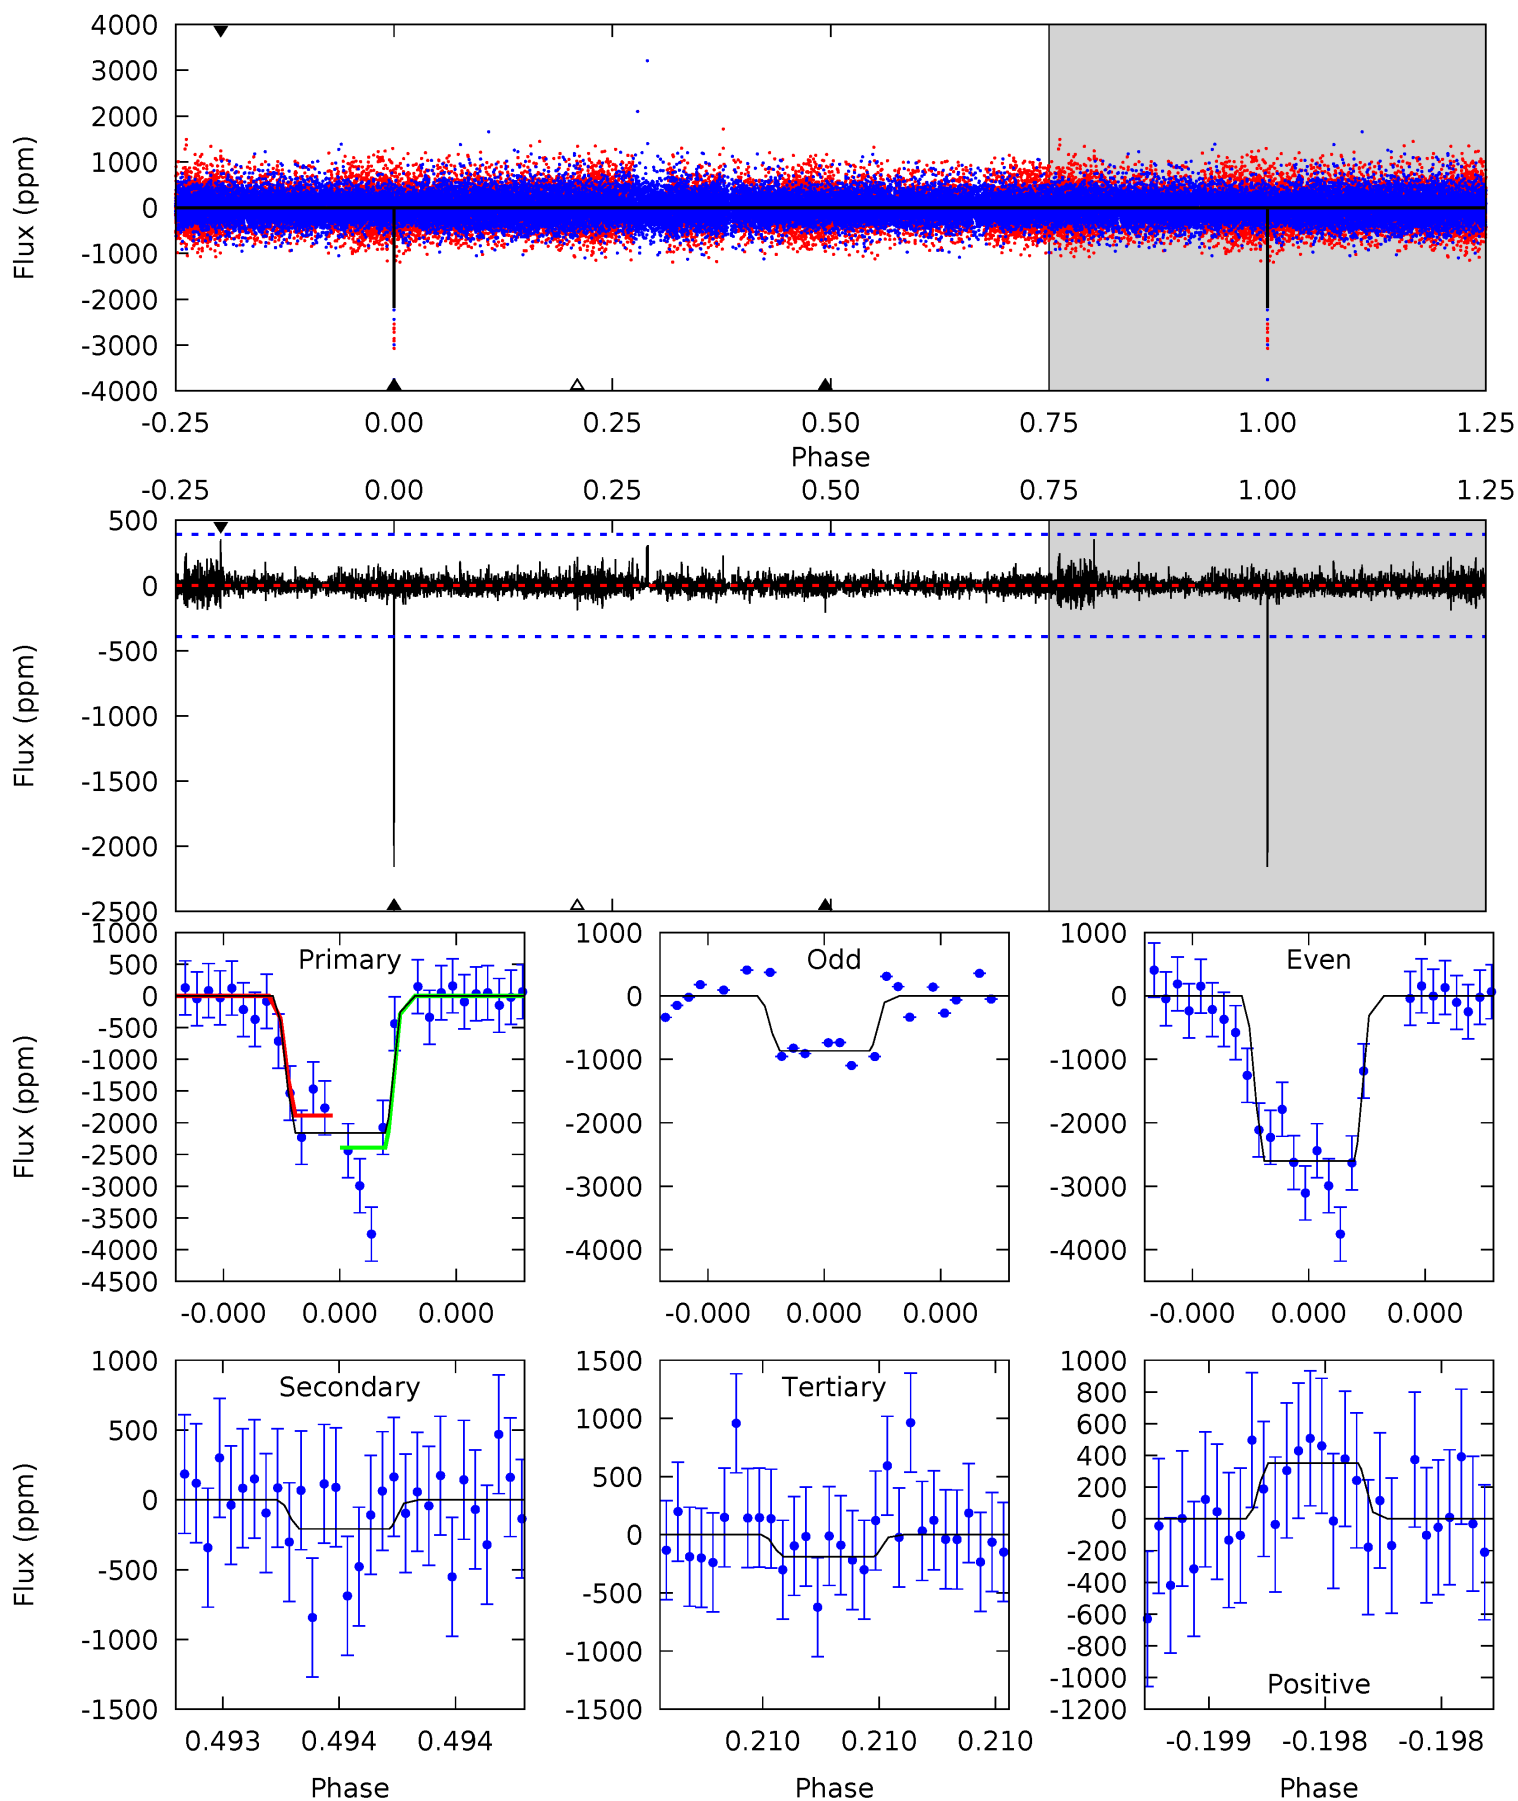 4000
3000
2000
1000
0
-1000
-2000
-3000
-4000
Flux (ppm)
-0.25 0.00 0.25 0.50 0.75 1.00 1.25
Phase
-0.25 0.00 0.25 0.50 0.75 1.00 1.25
500
0
-500
-1000
-1500
-2000
-2500
Flux (ppm)
Primary
1000
500
0
-500
-1000
-1500
-2000
-2500
-3000
-3500
-4000
-4500
Flux (ppm)
-0.000 0.000 0.000
Odd
1000
0
-1000
-2000
-3000
-4000
-0.000 0.000 0.000
Even
1000
0
-1000
-2000
-3000
-4000
-0.000 0.000 0.000
Secondary
1000
500
0
-500
-1000
-1500
Flux (ppm)
0.493 0.494 0.494
Phase
Tertiary
1500
1000
500
0
-500
-1000
-1500
0.210 0.210 0.210
Phase
Positive
1000
800
600
400
200
0
-200
-400
-600
-800
-1000
-1200
-0.199 -0.198 -0.198
Phase